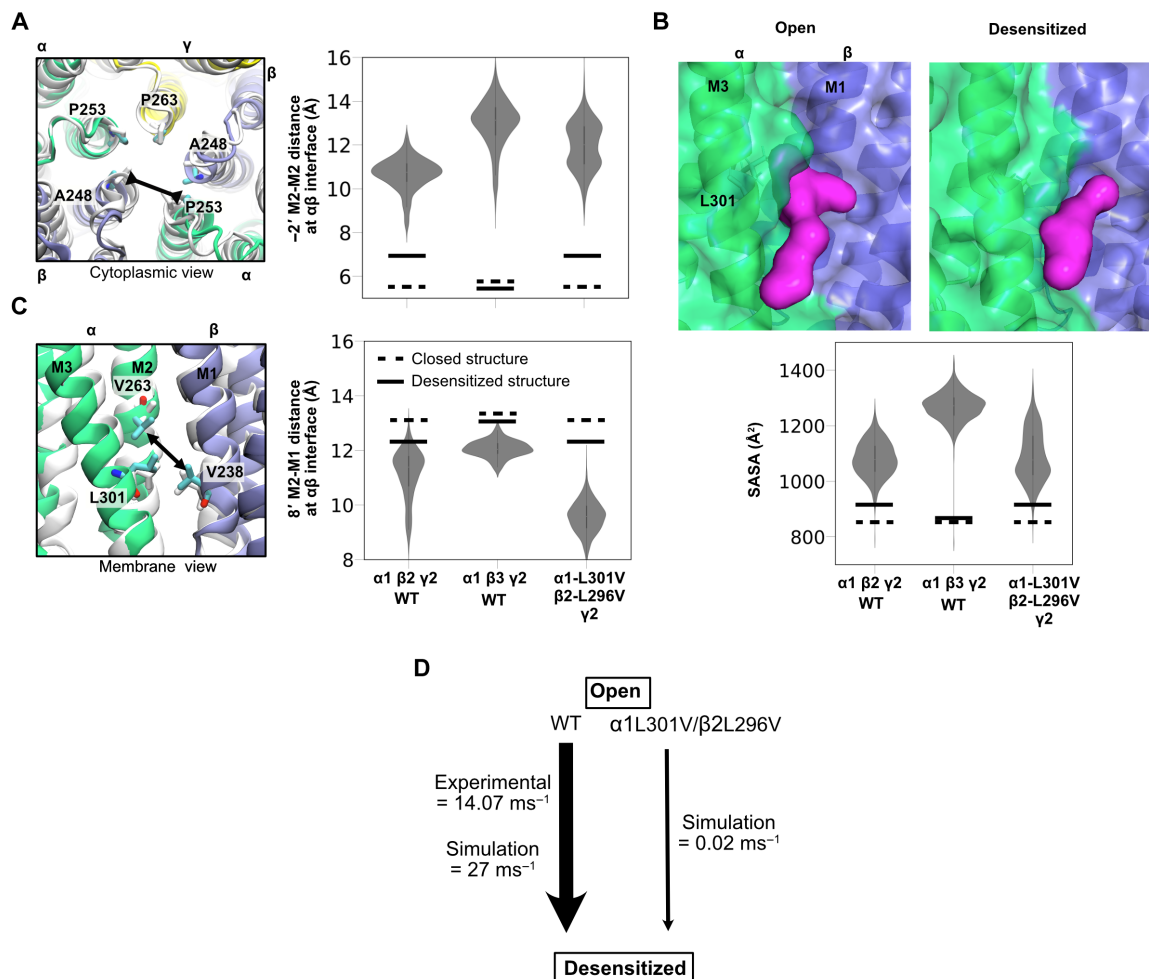 A
α
γ
β
P253
P263
A248
A248
P253
β
Cytoplasmic view
α
−2′ M2-M2 distance
at αβ interface (Å)
16
14
12
10
8
6
B
Open
Desensitized
α
β
M3
M1
L301
C
α
β
M3
M2
M1
V263
V238
L301
Membrane view
8′ M2-M1 distance
at αβ interface (Å)
16
14
12
10
8
Closed structure
Desensitized structure
α1 β2 γ2
WT
α1 β3 γ2
WT
α1-L301V
β2-L296V
γ2
SASA (Å²)
1400
1200
1000
800
α1 β2 γ2
WT
α1 β3 γ2
WT
α1-L301V
β2-L296V
γ2
D
Open
WT
α1L301V/β2L296V
Experimental
= 14.07 ms⁻¹
Simulation
= 27 ms⁻¹
Simulation
= 0.02 ms⁻¹
Desensitized